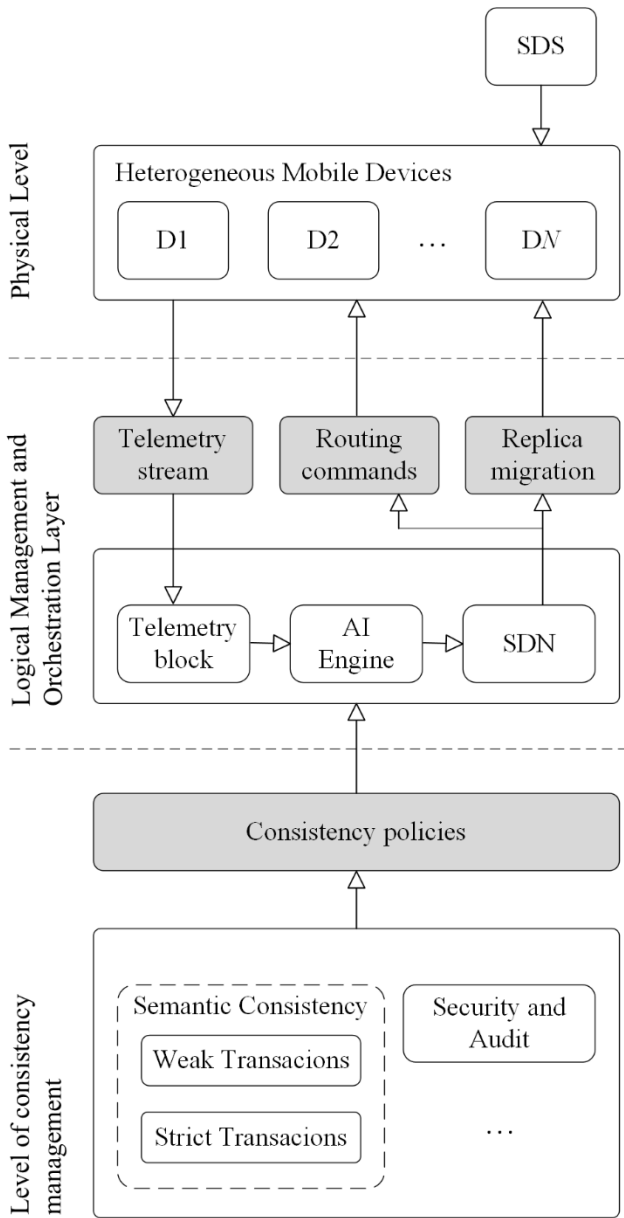 SDS
Physical Level
Heterogeneous Mobile Devices
D1
D2
...
DN
Logical Management and
Orchestration Layer
Telemetry
stream
Routing
commands
Replica
migration
Telemetry
block
AI
Engine
SDN
Consistency policies
Level of consistency
management
Semantic Consistency
Weak Transacions
Strict Transacions
Security and
Audit
...